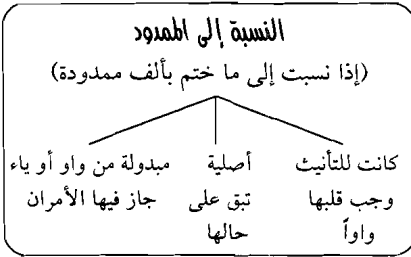 النسبة إلى الممدود
(إذا نسبت إلى ما ختم بألف ممدودة)
كانت للتأنيث أصلية مبدولة من واو أو ياء
وجب قلبها تبق على جاز فيها الأمران
واواً حالها